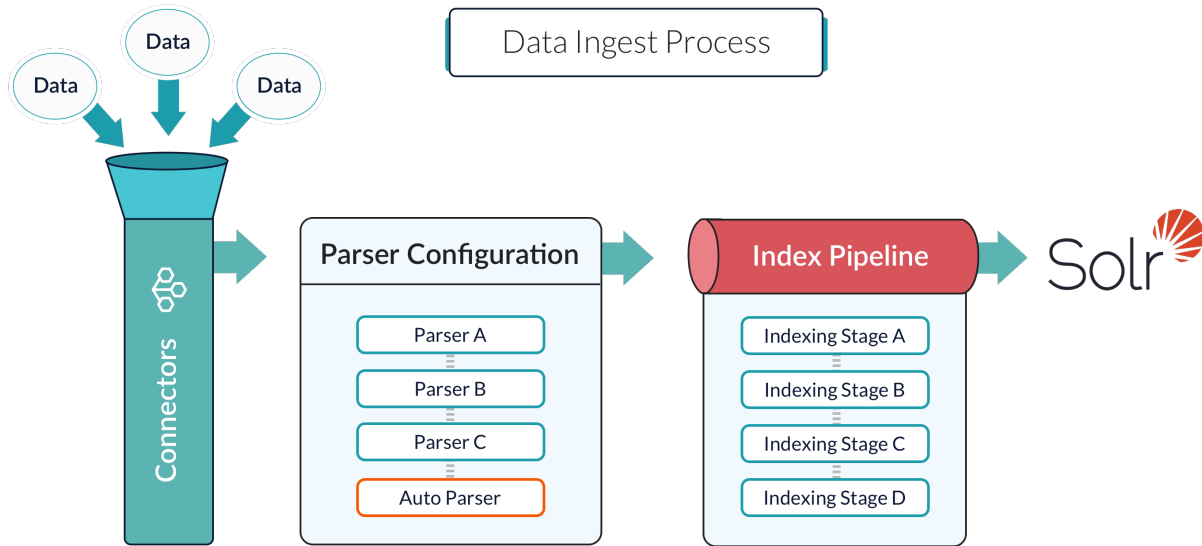 Data Ingest Process
Data
Data
Data
Connectors
Parser Configuration
Parser A
Parser B
Parser C
Auto Parser
Index Pipeline
Indexing Stage A
Indexing Stage B
Indexing Stage C
Indexing Stage D
Solr